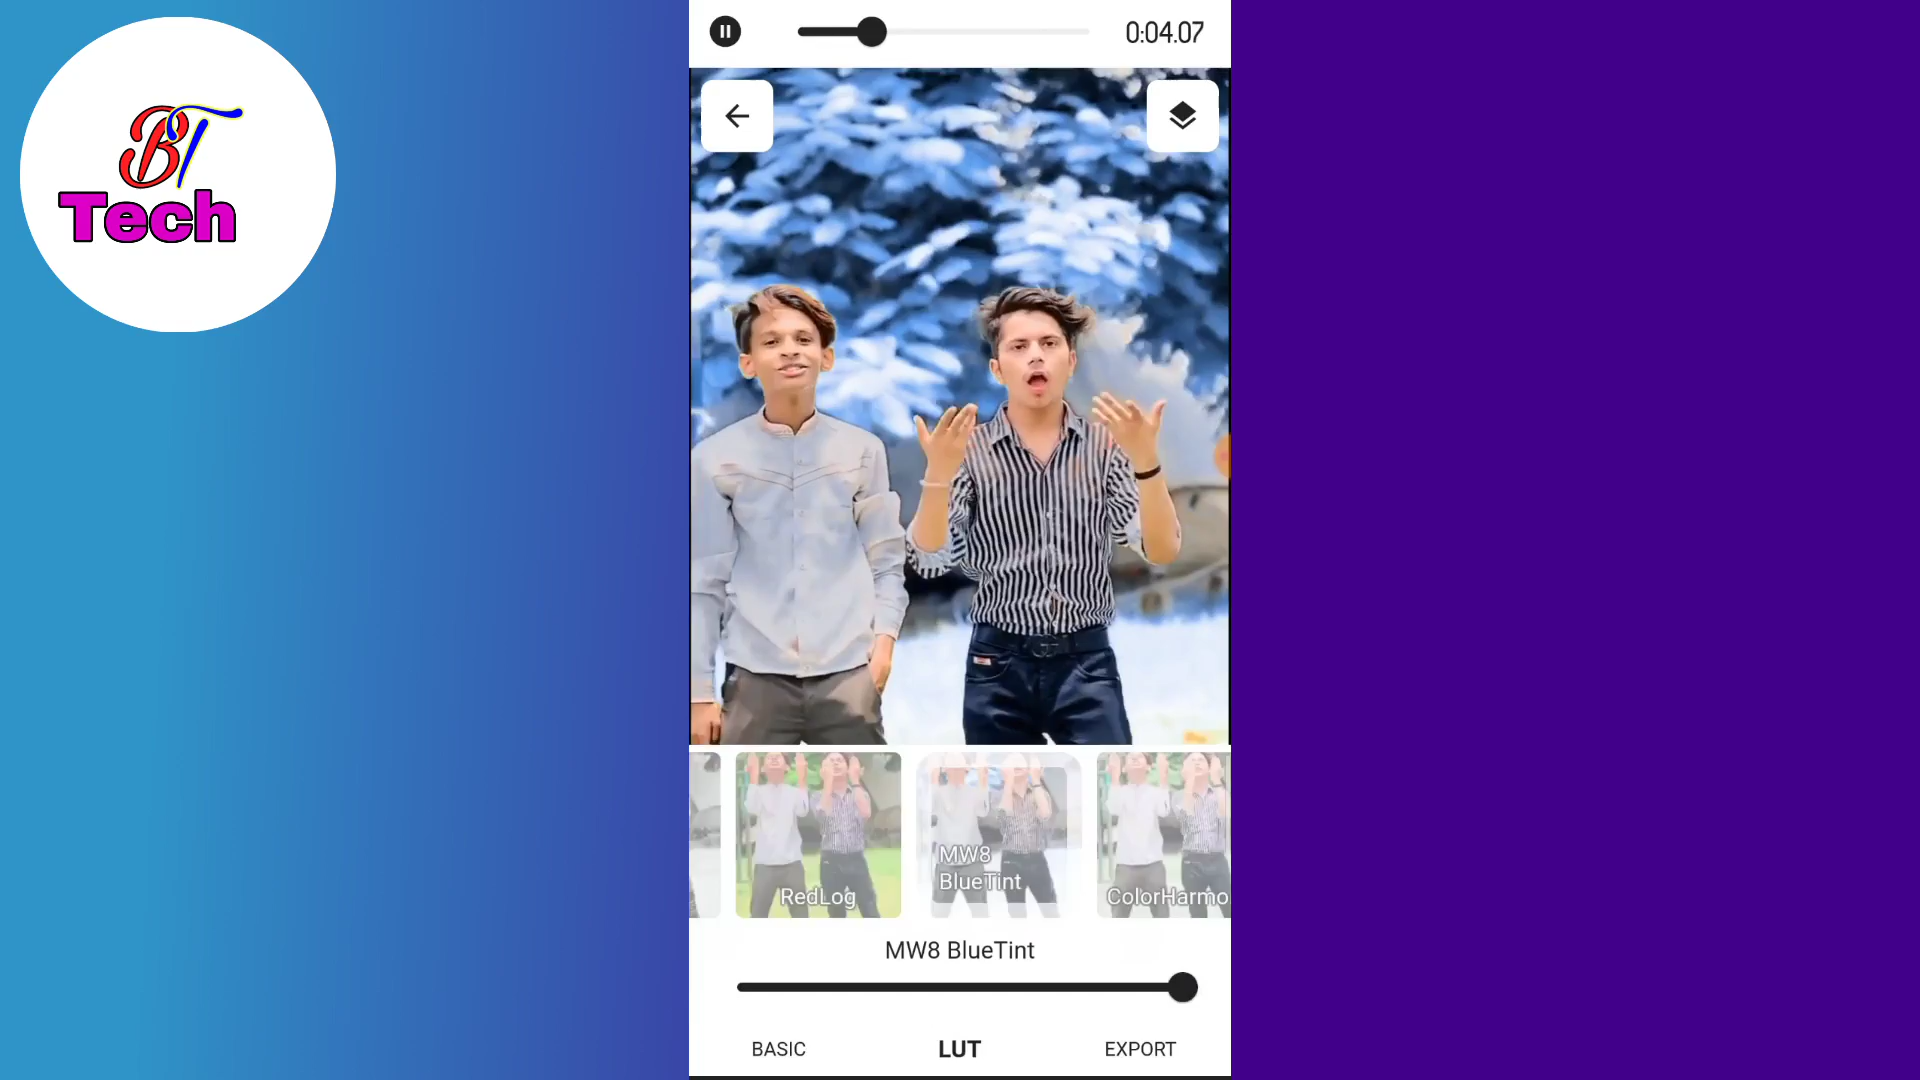 0:04.07
BT
Tech
RedLog
MW8
BlueTint
ColorHarmo
MW8 BlueTint
BASIC
LUT
EXPORT